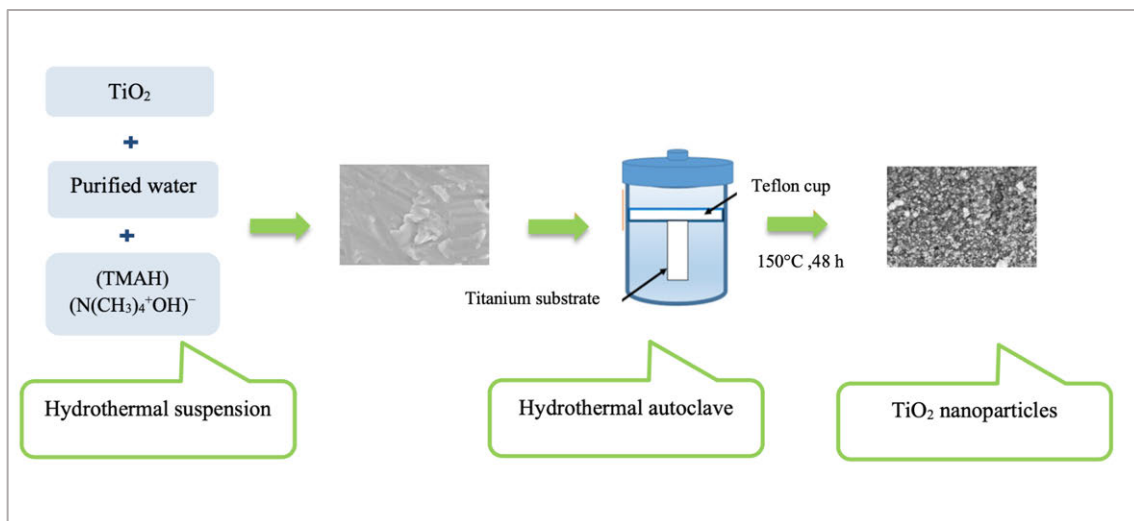 TiO₂
+
Purified water
+
(TMAH)
(N(CH₃)₄⁺OH)⁻
Hydrothermal suspension
Teflon cup
Titanium substrate
Hydrothermal autoclave
150°C ,48 h
TiO₂ nanoparticles